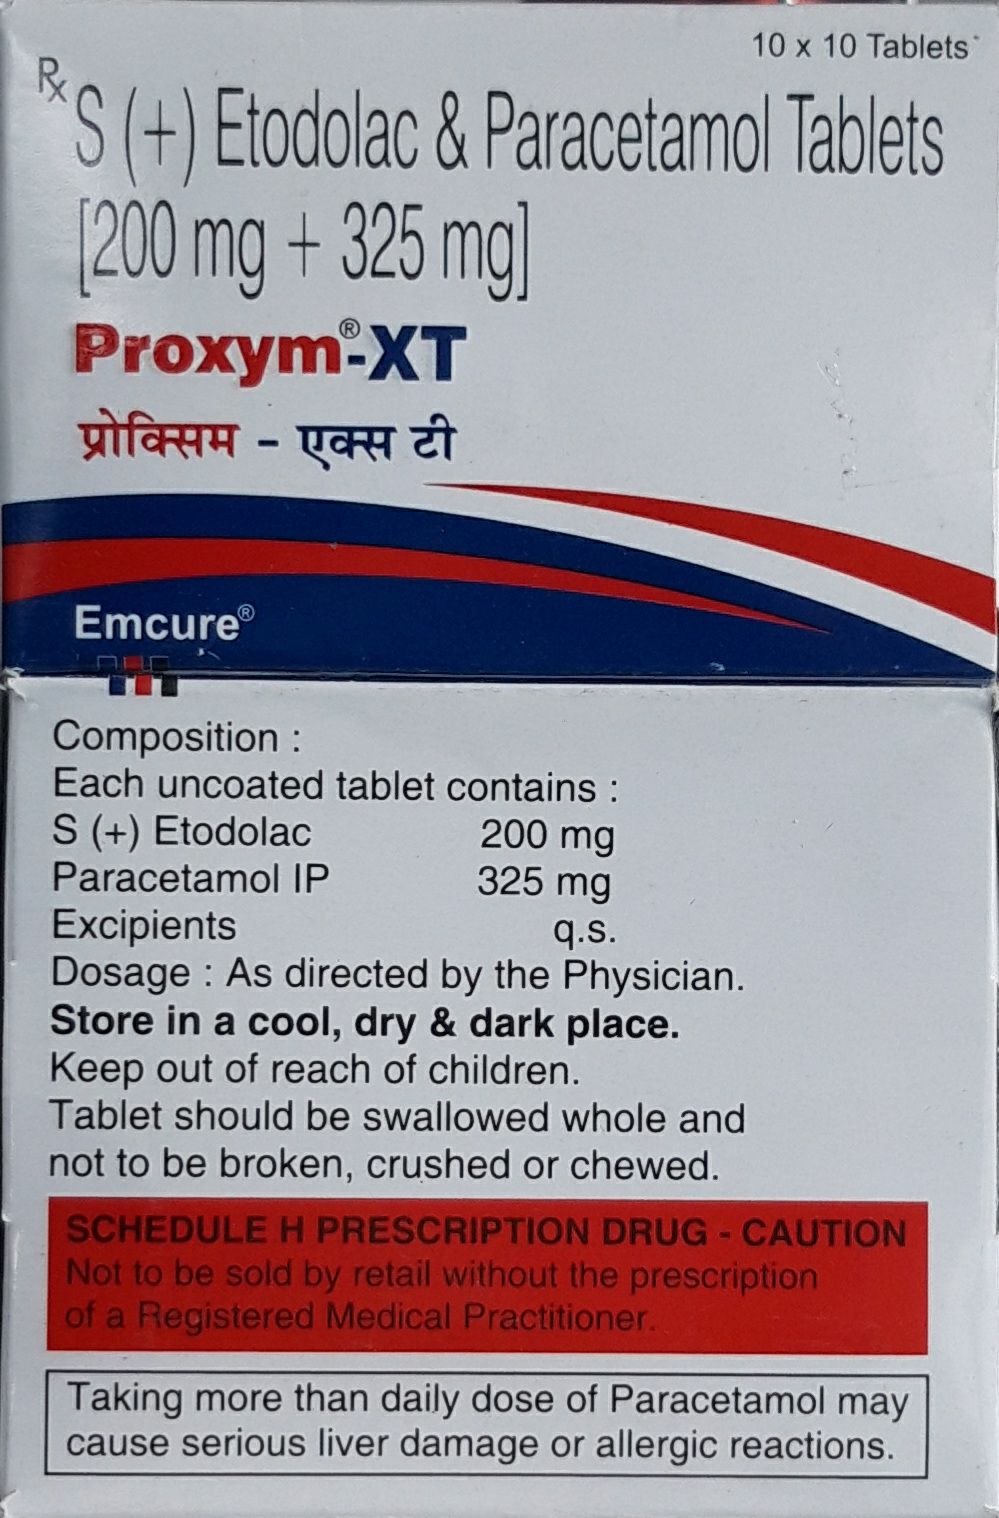 10 x 10 Tablets*
Rx S (+) Etodolac & Paracetamol Tablets
[200 mg + 325 mg]
Proxym®-XT
प्रोक्सिम - एक्स टी
Emcure®
Composition :
Each uncoated tablet contains :
S (+) Etodolac 200 mg
Paracetamol IP 325 mg
Excipients q.s.
Dosage : As directed by the Physician.
Store in a cool, dry & dark place.
Keep out of reach of children.
Tablet should be swallowed whole and
not to be broken, crushed or chewed.
SCHEDULE H PRESCRIPTION DRUG - CAUTION
Not to be sold by retail without the prescription
of a Registered Medical Practitioner.
Taking more than daily dose of Paracetamol may
cause serious liver damage or allergic reactions.